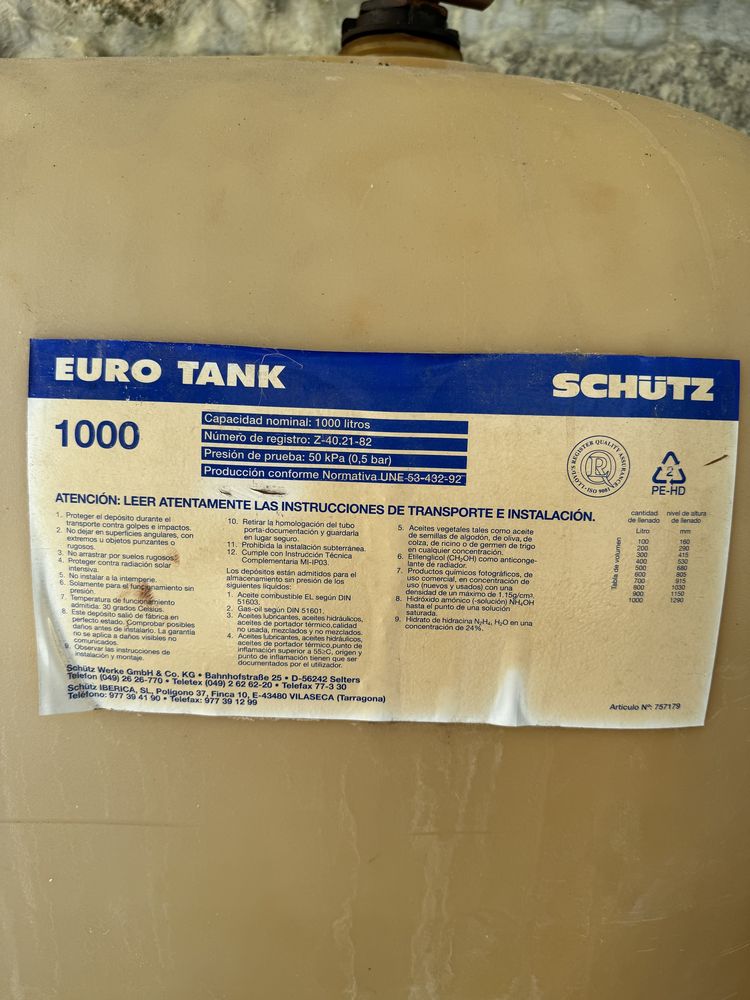 EURO TANK
SCHÜTZ
1000
Capacidad nominal: 1000 litros
Número de registro: Z-40.21-82
Presión de prueba: 50 kPa (0,5 bar)
Producción conforme Normativa UNE 53-432-92
LLOYD'S REGISTER QUALITY ASSURANCE
ISO 9001
2
PE-HD
ATENCIÓN: LEER ATENTAMENTE LAS INSTRUCCIONES DE TRANSPORTE E INSTALACIÓN.
1. Proteger el depósito durante el
transporte contra golpes e impactos.
2. No dejar en superficies angulares, con
extremos u objetos punzantes o
rugosos.
3. No arrastrar por suelos rugosos.
4. Proteger contra radiación solar
intensiva.
5. No instalar a la intemperie.
6. Solamente para el funcionamiento sin
presión.
7. Temperatura de funcionamiento
admitida: 30 grados Celsius.
8. Este depósito salió de fábrica en
perfecto estado. Comprobar posibles
daños antes de instalarlo. La garantía
no se aplica a daños visibles no
comunicados.
9. Observar las instrucciones de
instalación y montaje.
10. Retirar la homologación del tubo
porta-documentación y guardarla
en lugar seguro.
11. Prohibida la instalación subterránea.
12. Cumple con Instrucción Técnica
Complementaria MI-IP03.
Los depósitos están admitidos para el
almacenamiento sin presión de los
siguientes líquidos:
1. Aceite combustible EL según DIN
51603.
2. Gas-oil según DIN 51601.
3. Aceites lubricantes, aceites hidráulicos,
aceites de portador térmico,calidad
no usada, mezclados y no mezclados.
4. Aceites lubricantes, aceites hidráulicos,
aceites de portador térmico,punto de
inflamación superior a 55ºC, origen y
punto de inflamación tienen que ser
documentados por el utilizador.
5. Aceites vegetales tales como aceite
de semillas de algodón, de oliva, de
colza, de ricino o de germen de trigo
en cualquier concentración.
6. Etilenglicol (CH₂OH) como anticonge-
lante de radiador.
7. Productos químicos fotográficos, de
uso comercial, en concentración de
uso (nuevos y usados) con una
densidad de un máximo de 1.15g/cm³.
8. Hidróxido amónico (-solución) NH₄OH
hasta el punto de una solución
saturada.
9. Hidrato de hidracina N₂H₄, H₂O en una
concentración de 24%.
Tabla de volumen
cantidad nivel de altura
de llenado de llenado
Litro mm
100 160
200 290
300 415
400 530
500 680
600 805
700 915
800 1030
900 1150
1000 1290
Schütz Werke GmbH & Co. KG • Bahnhofstraße 25 • D-56242 Selters
Telefon (049) 26 26-770 • Teletex (049) 2 62 62-20 • Telefax 77-3 30
Schütz IBERICA, SL, Polígono 37, Finca 10, E-43480 VILASECA (Tarragona)
Teléfono: 977 39 41 90 • Telefax: 977 39 12 99
Artículo Nº: 757179